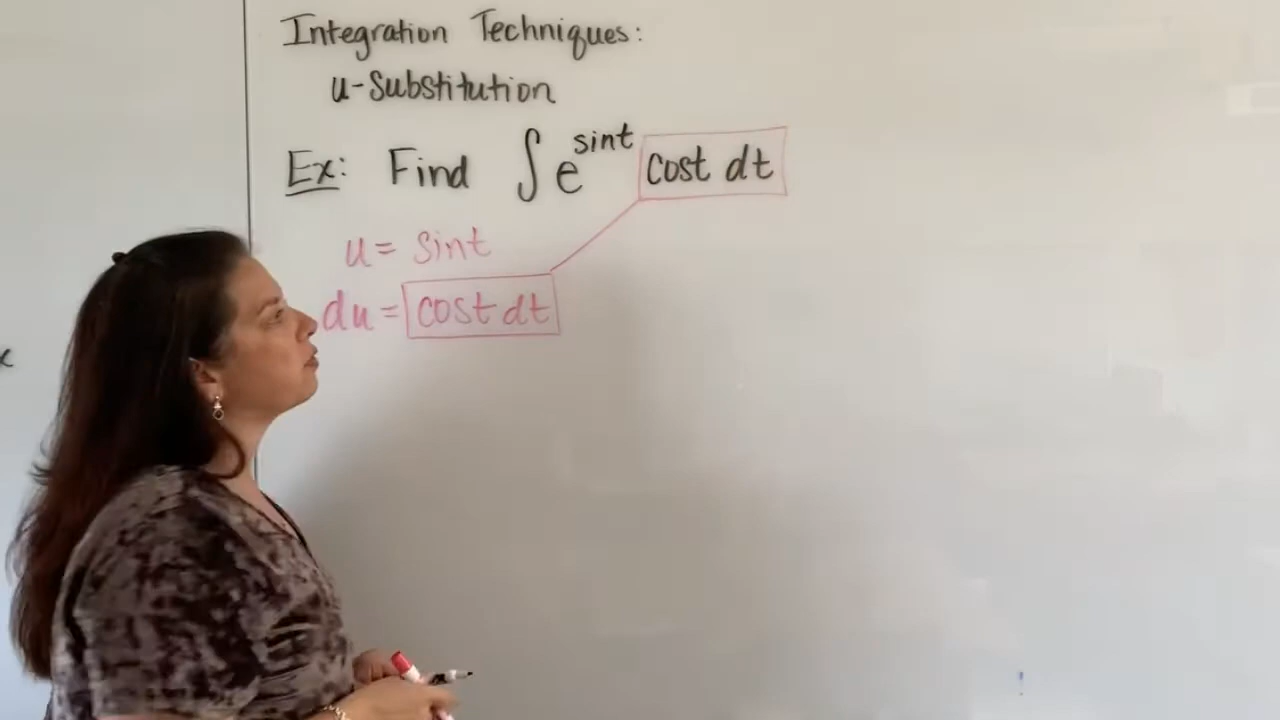 Integration Techniques:
u-Substitution
Ex: Find ∫ e^sint cost dt
u = sint
du = cost dt